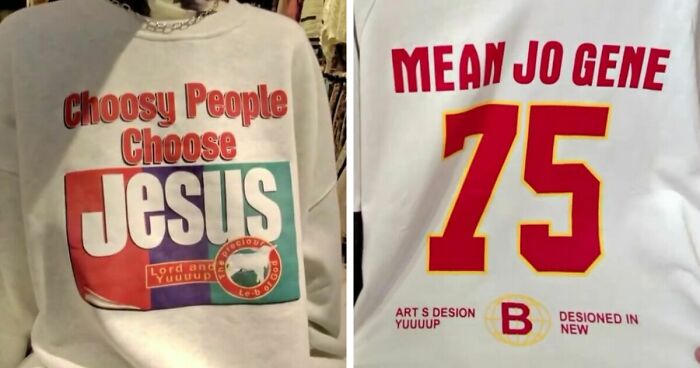 Choosy People
Choose
Jesus
Lord and
Yuuuup
The precious
Le-b of God
MEAN JO GENE
75
ART S DESION
YUUUUP
B
DESIONED IN
NEW